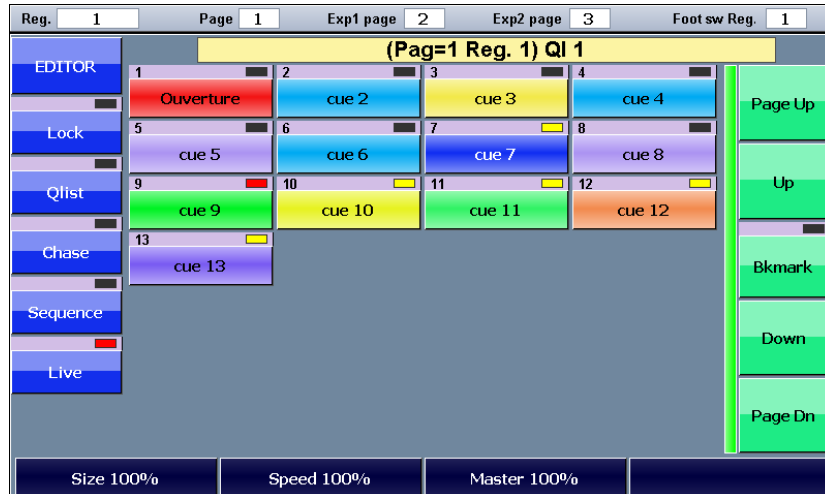 Reg. 1 Page 1 Exp1 page 2 Exp2 page 3 Foot sw Reg. 1
(Pag=1 Reg. 1) Ql 1
EDITOR
Lock
Qlist
Chase
Sequence
Live
1 2 3 4
Ouverture cue 2 cue 3 cue 4
5 6 7 8
cue 5 cue 6 cue 7 cue 8
9 10 11 12
cue 9 cue 10 cue 11 cue 12
13
cue 13
Page Up
Up
Bkmark
Down
Page Dn
Size 100% Speed 100% Master 100%